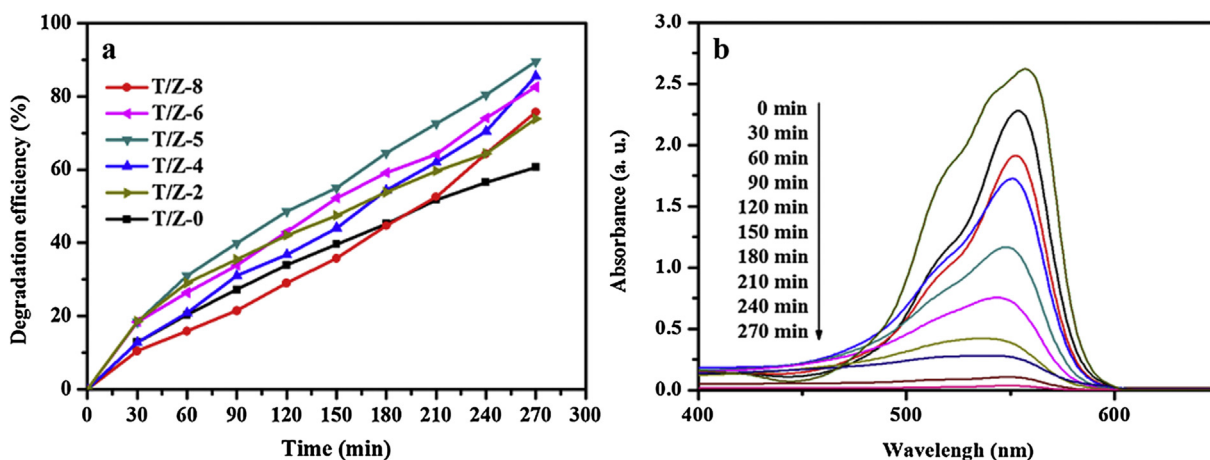 a
100
80
60
40
20
0
Degradation efficiency (%)
T/Z-8
T/Z-6
T/Z-5
T/Z-4
T/Z-2
T/Z-0
0 30 60 90 120 150 180 210 240 270 300
Time (min)
b
3.0
2.5
2.0
1.5
1.0
0.5
0.0
Absorbance (a. u.)
0 min
30 min
60 min
90 min
120 min
150 min
180 min
210 min
240 min
270 min
400 500 600
Wavelengh (nm)